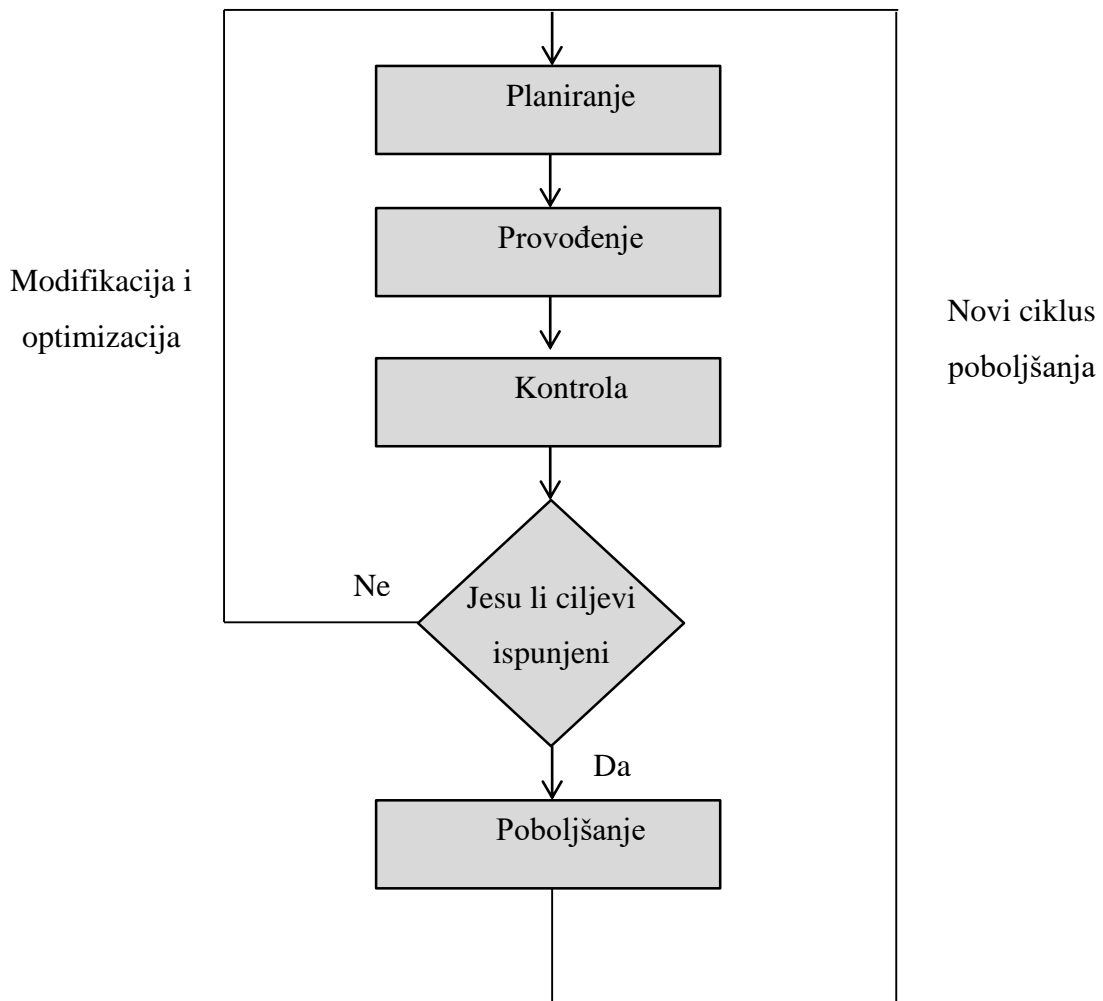 Planiranje
Provođenje
Modifikacija i
optimizacija
Novi ciklus
poboljšanja
Kontrola
Ne
Jesu li ciljevi
ispunjeni
Da
Poboljšanje